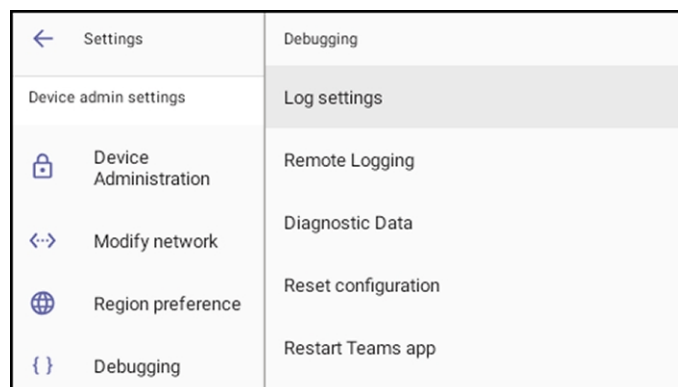 Settings
Device admin settings
Device
Administration
Modify network
Region preference
Debugging
Debugging
Log settings
Remote Logging
Diagnostic Data
Reset configuration
Restart Teams app